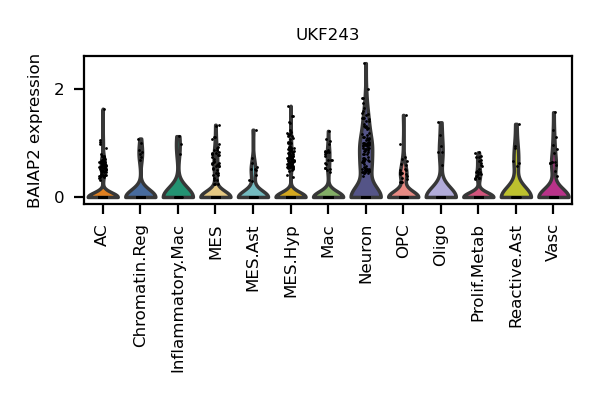 UKF243
BAIAP2 expression
2
0
AC
Chromatin.Reg
Inflammatory.Mac
MES
MES.Ast
MES.Hyp
Mac
Neuron
OPC
Oligo
Prolif.Metab
Reactive.Ast
Vasc